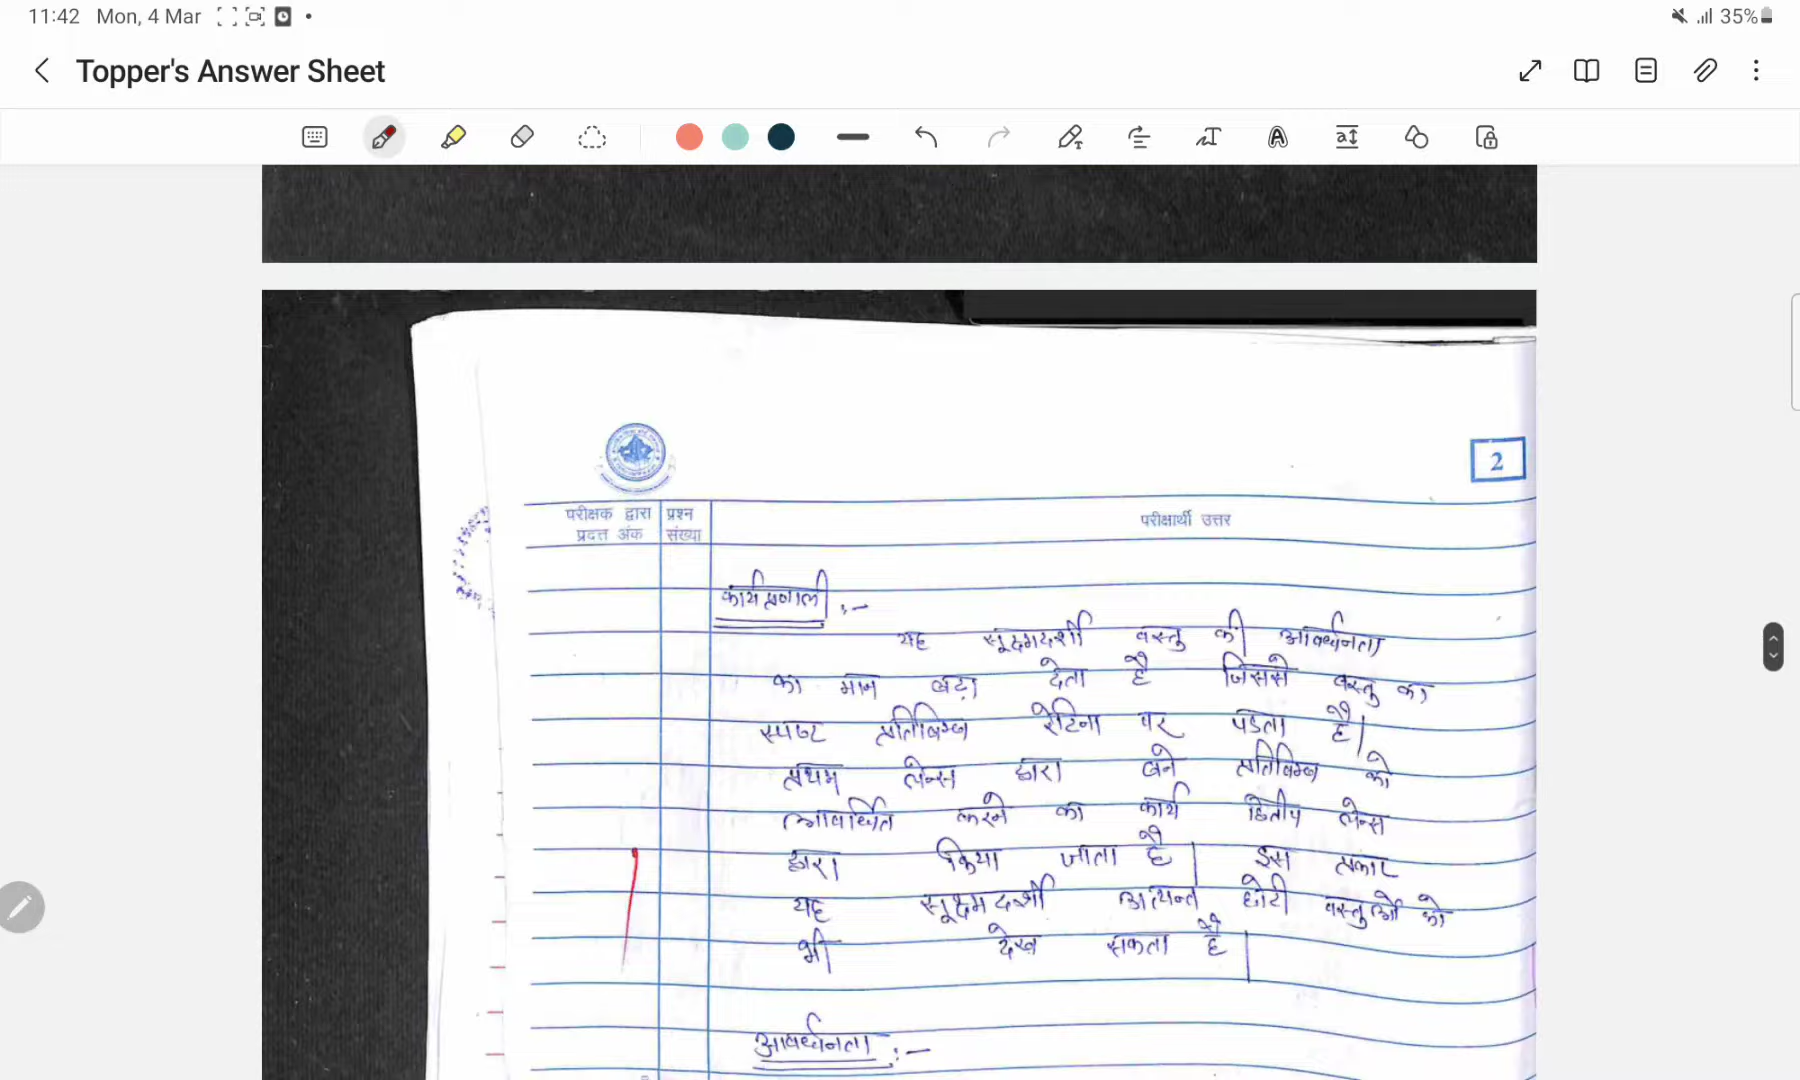 11:42 Mon, 4 Mar
35%
Topper's Answer Sheet
2
परीक्षक द्वारा प्रदत्त अंक
प्रश्न संख्या
परीक्षार्थी उत्तर
कार्यप्रणाली :-
यह सूक्ष्मदर्शी वस्तु की आवर्धनता
का मान बढ़ा देता है जिससे वस्तु का
स्पष्ट प्रतिबिम्ब रेटिना पर पडता है।
प्रथम लेन्स द्वारा बने प्रतिबिम्ब को
आवर्धित करने का कार्य द्वितीय लेन्स
द्वारा किया जाता है। इस प्रकार
यह सूक्ष्मदर्शी अत्यन्त छोटी वस्तुओं को
भी देख सकता है।
आवर्धनता :-